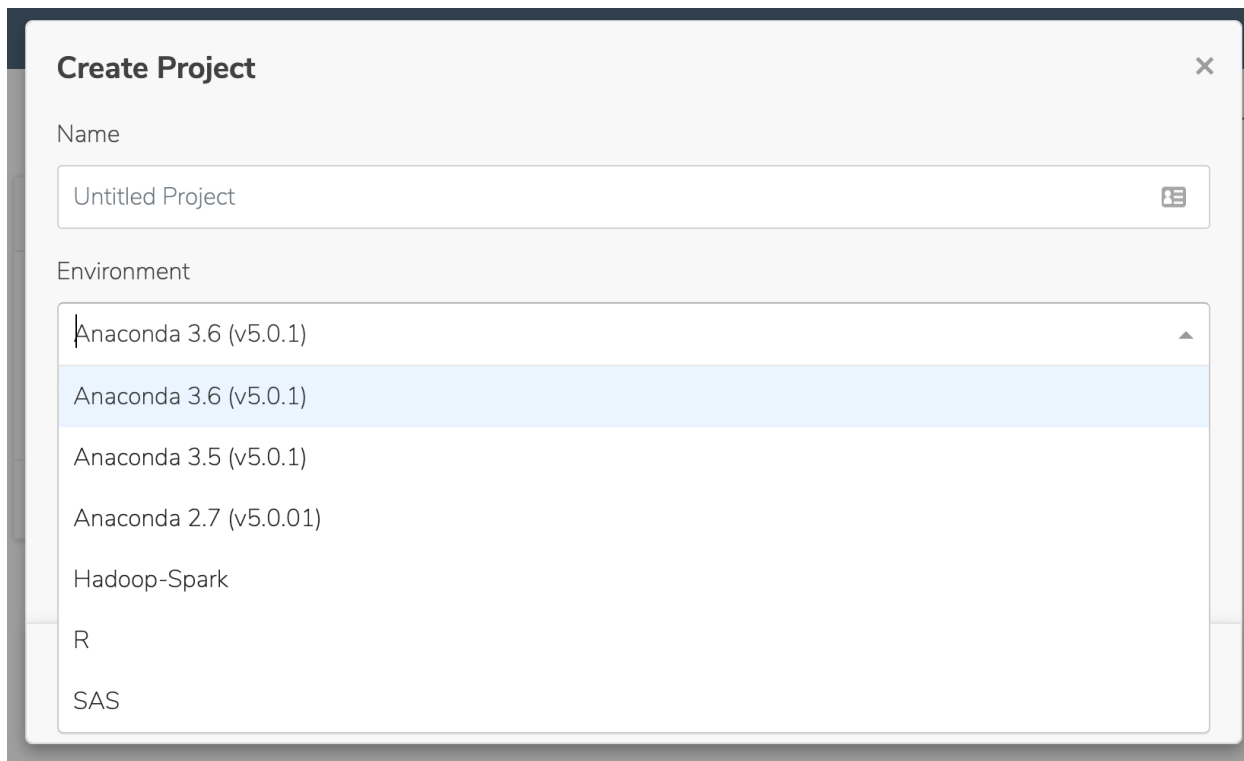 Create Project
×
Name
Untitled Project
Environment
Anaconda 3.6 (v5.0.1)
Anaconda 3.6 (v5.0.1)
Anaconda 3.5 (v5.0.1)
Anaconda 2.7 (v5.0.01)
Hadoop-Spark
R
SAS